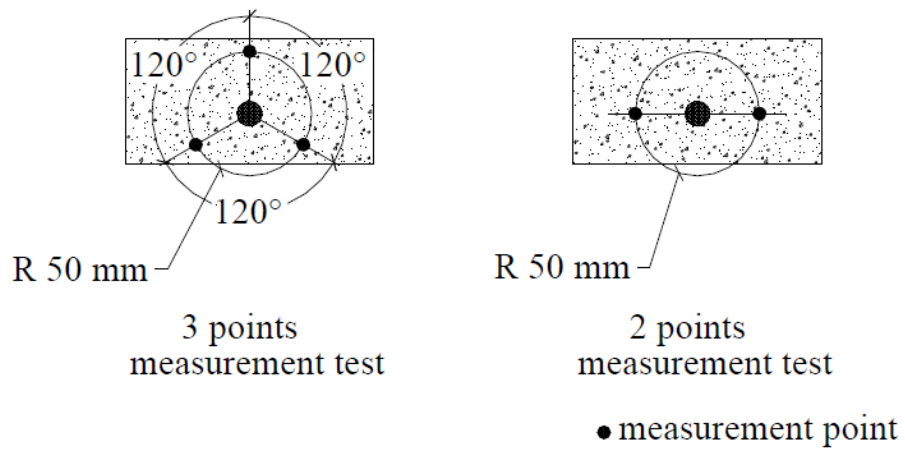 120°
120°
120°
R 50 mm
R 50 mm
3 points
measurement test
2 points
measurement test
measurement point